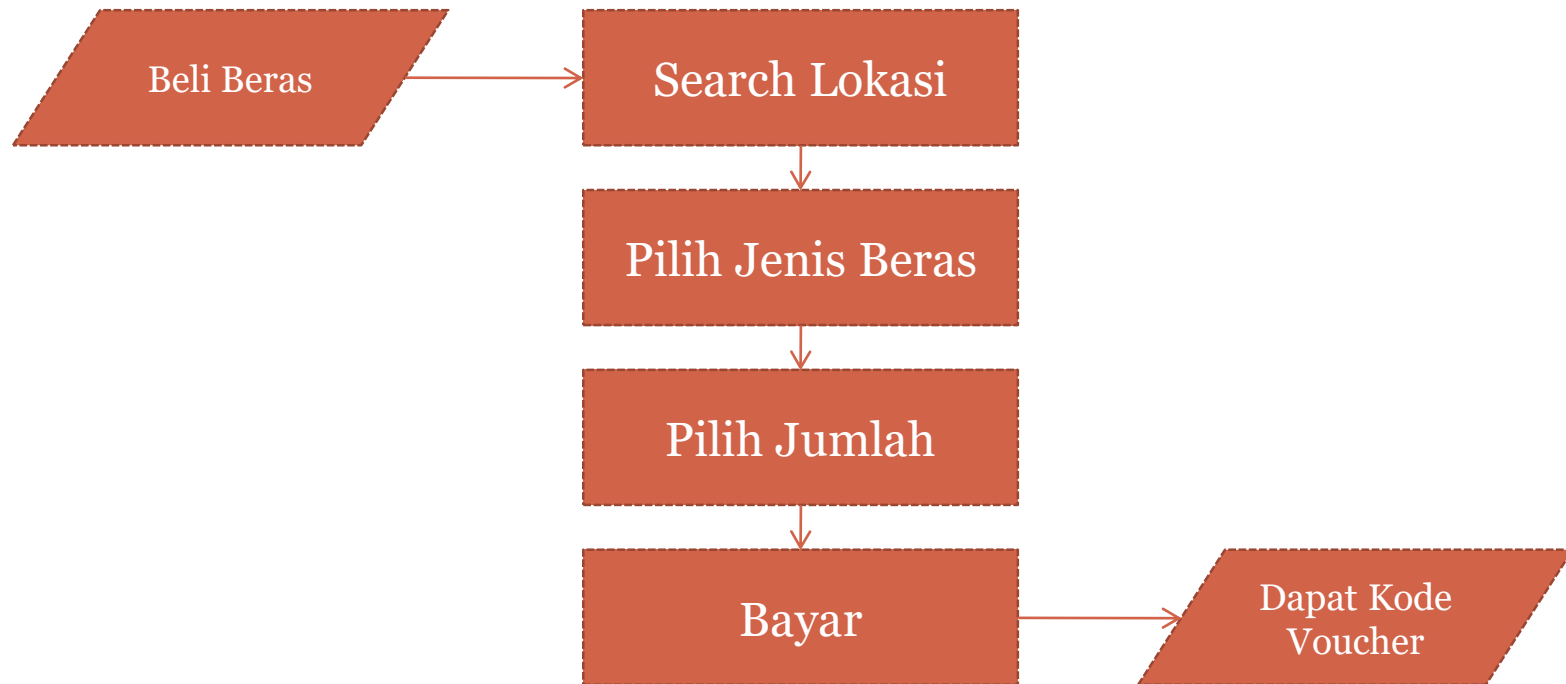 Beli Beras
Search Lokasi
Pilih Jenis Beras
Pilih Jumlah
Bayar
Dapat Kode
Voucher